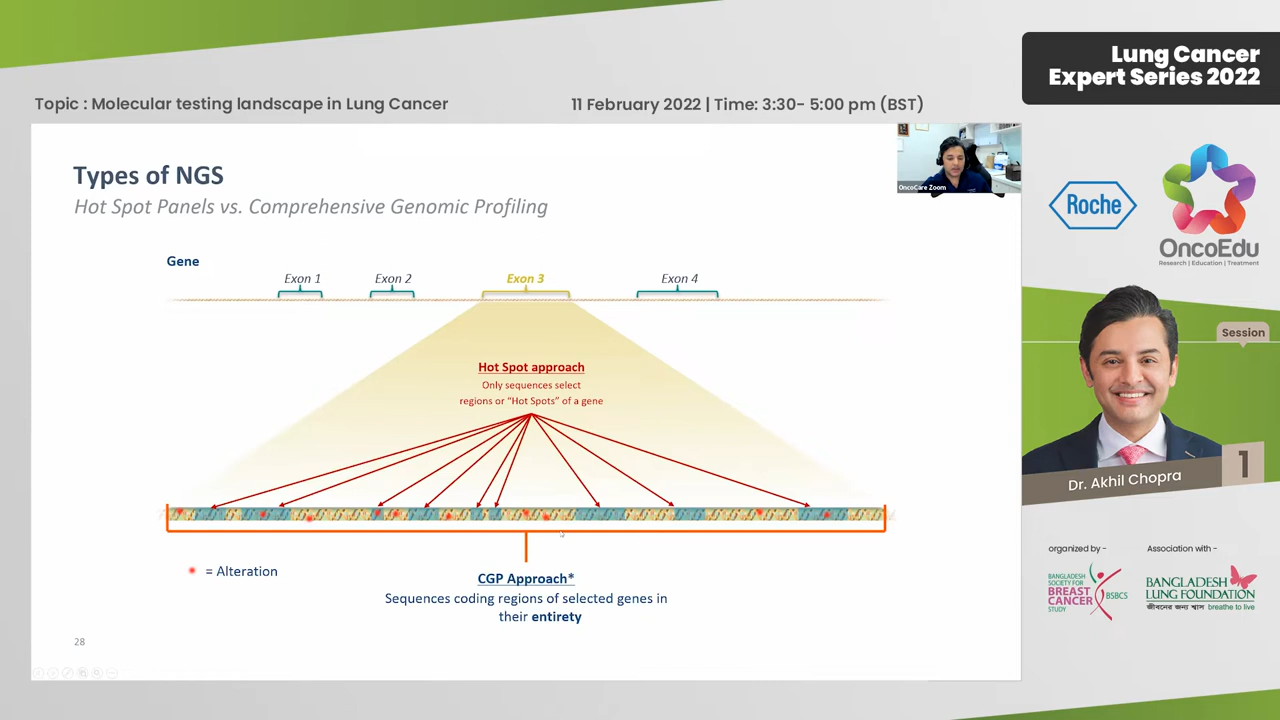 Lung Cancer
Expert Series 2022
Topic : Molecular testing landscape in Lung Cancer
11 February 2022 | Time: 3:30- 5:00 pm (BST)
Types of NGS
Hot Spot Panels vs. Comprehensive Genomic Profiling
OncoCare Zoom
Gene
Exon 1
Exon 2
Exon 3
Exon 4
Hot Spot approach
Only sequences select
regions or “Hot Spots” of a gene
= Alteration
CGP Approach*
Sequences coding regions of selected genes in
their entirety
28
Roche
OncoEdu
Research | Education | Treatment
Session
1
Dr. Akhil Chopra
organized by -
BANGLADESH
SOCIETY FOR
BREAST
CANCER
STUDY
BSBCS
Association with -
BANGLADESH
LUNG FOUNDATION
জীবনের জন্য শ্বাস breathe to live